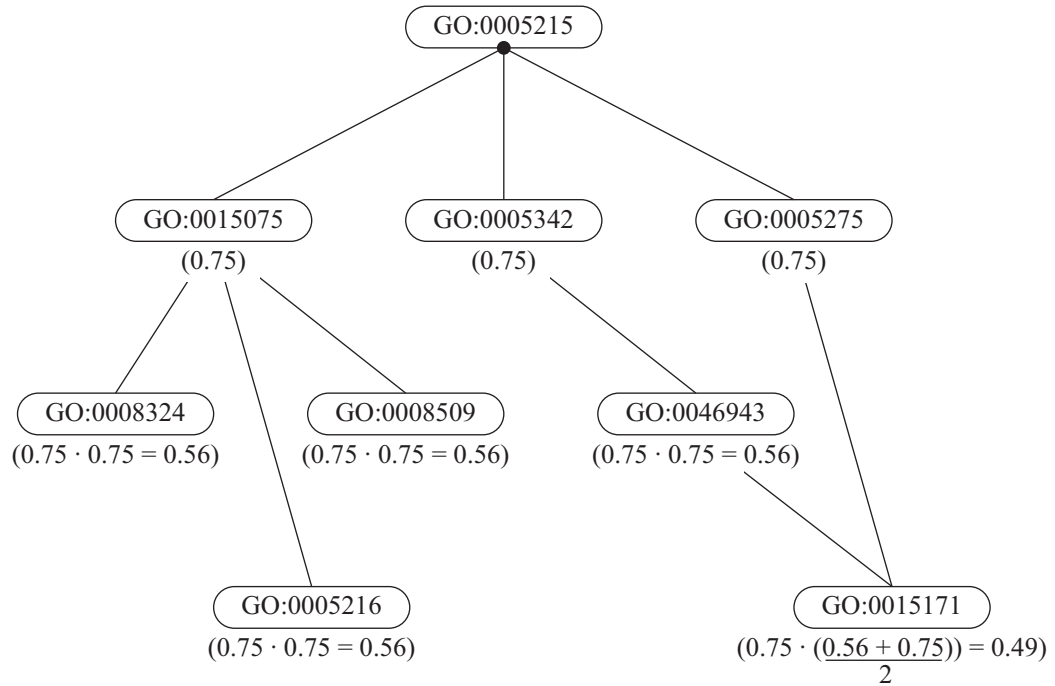 GO:0005215
GO:0015075 GO:0005342 GO:0005275
(0.75) (0.75) (0.75)
GO:0008324 GO:0008509 GO:0046943
(0.75 · 0.75 = 0.56) (0.75 · 0.75 = 0.56) (0.75 · 0.75 = 0.56)
GO:0005216 GO:0015171
(0.75 · 0.75 = 0.56) (0.75 · (0.56 + 0.75)) = 0.49)
2